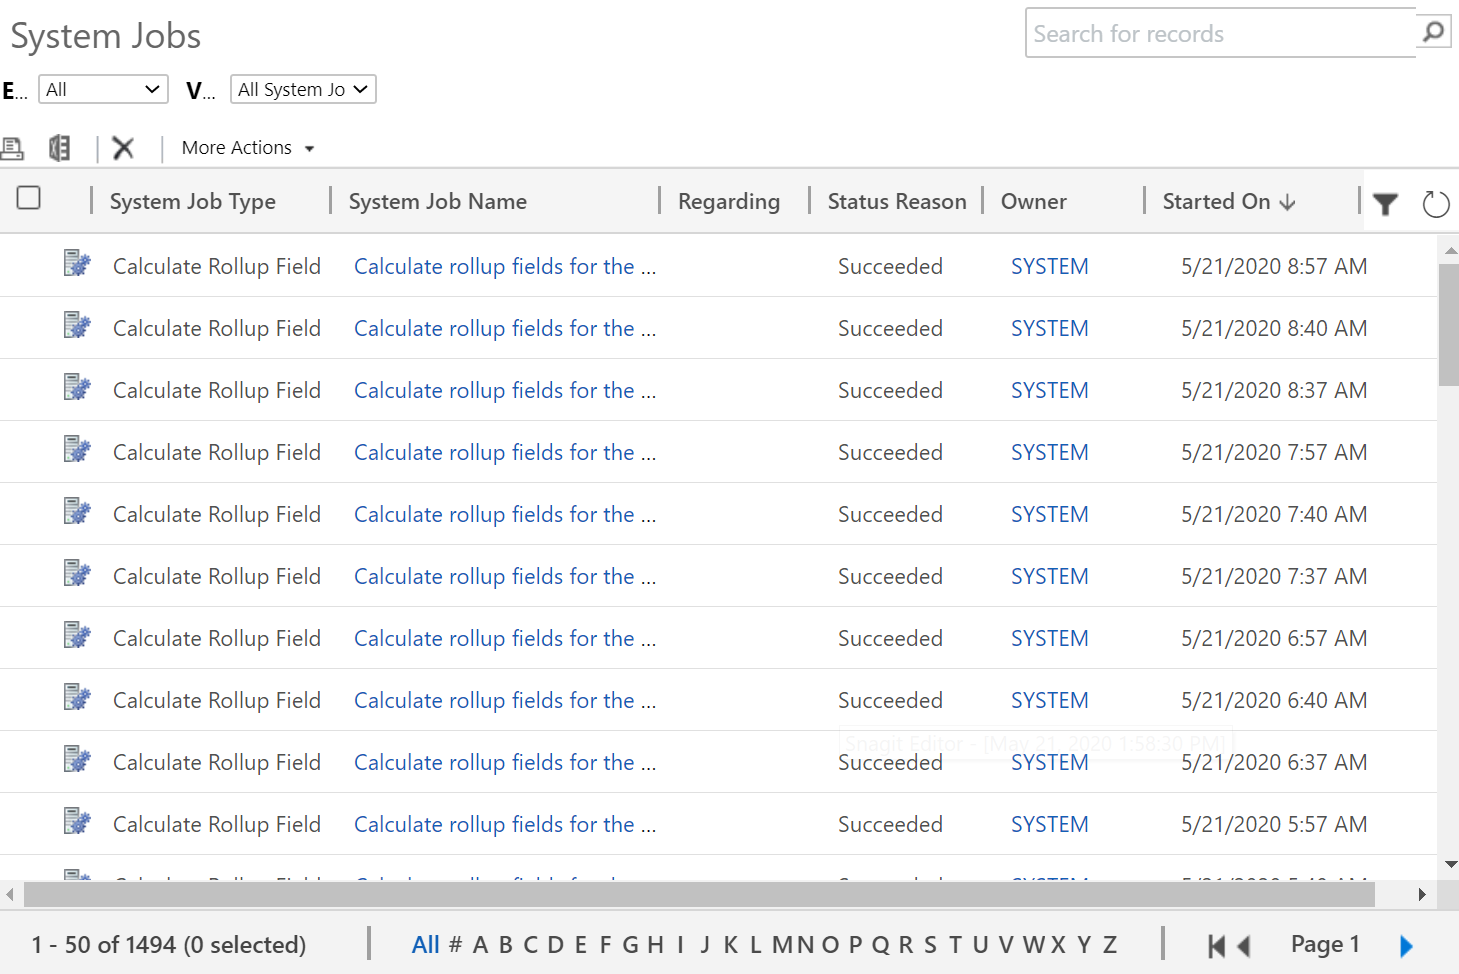 System Jobs
Search for records
E... All V... All System Jo
More Actions
System Job Type System Job Name Regarding Status Reason Owner Started On
Calculate Rollup Field Calculate rollup fields for the ... Succeeded SYSTEM 5/21/2020 8:57 AM
Calculate Rollup Field Calculate rollup fields for the ... Succeeded SYSTEM 5/21/2020 8:40 AM
Calculate Rollup Field Calculate rollup fields for the ... Succeeded SYSTEM 5/21/2020 8:37 AM
Calculate Rollup Field Calculate rollup fields for the ... Succeeded SYSTEM 5/21/2020 7:57 AM
Calculate Rollup Field Calculate rollup fields for the ... Succeeded SYSTEM 5/21/2020 7:40 AM
Calculate Rollup Field Calculate rollup fields for the ... Succeeded SYSTEM 5/21/2020 7:37 AM
Calculate Rollup Field Calculate rollup fields for the ... Succeeded SYSTEM 5/21/2020 6:57 AM
Calculate Rollup Field Calculate rollup fields for the ... Succeeded SYSTEM 5/21/2020 6:40 AM
Snagit Editor - [May 21, 2020 1:58:30 PM]
Calculate Rollup Field Calculate rollup fields for the ... Succeeded SYSTEM 5/21/2020 6:37 AM
Calculate Rollup Field Calculate rollup fields for the ... Succeeded SYSTEM 5/21/2020 5:57 AM
1 - 50 of 1494 (0 selected) All # A B C D E F G H I J K L M N O P Q R S T U V W X Y Z Page 1